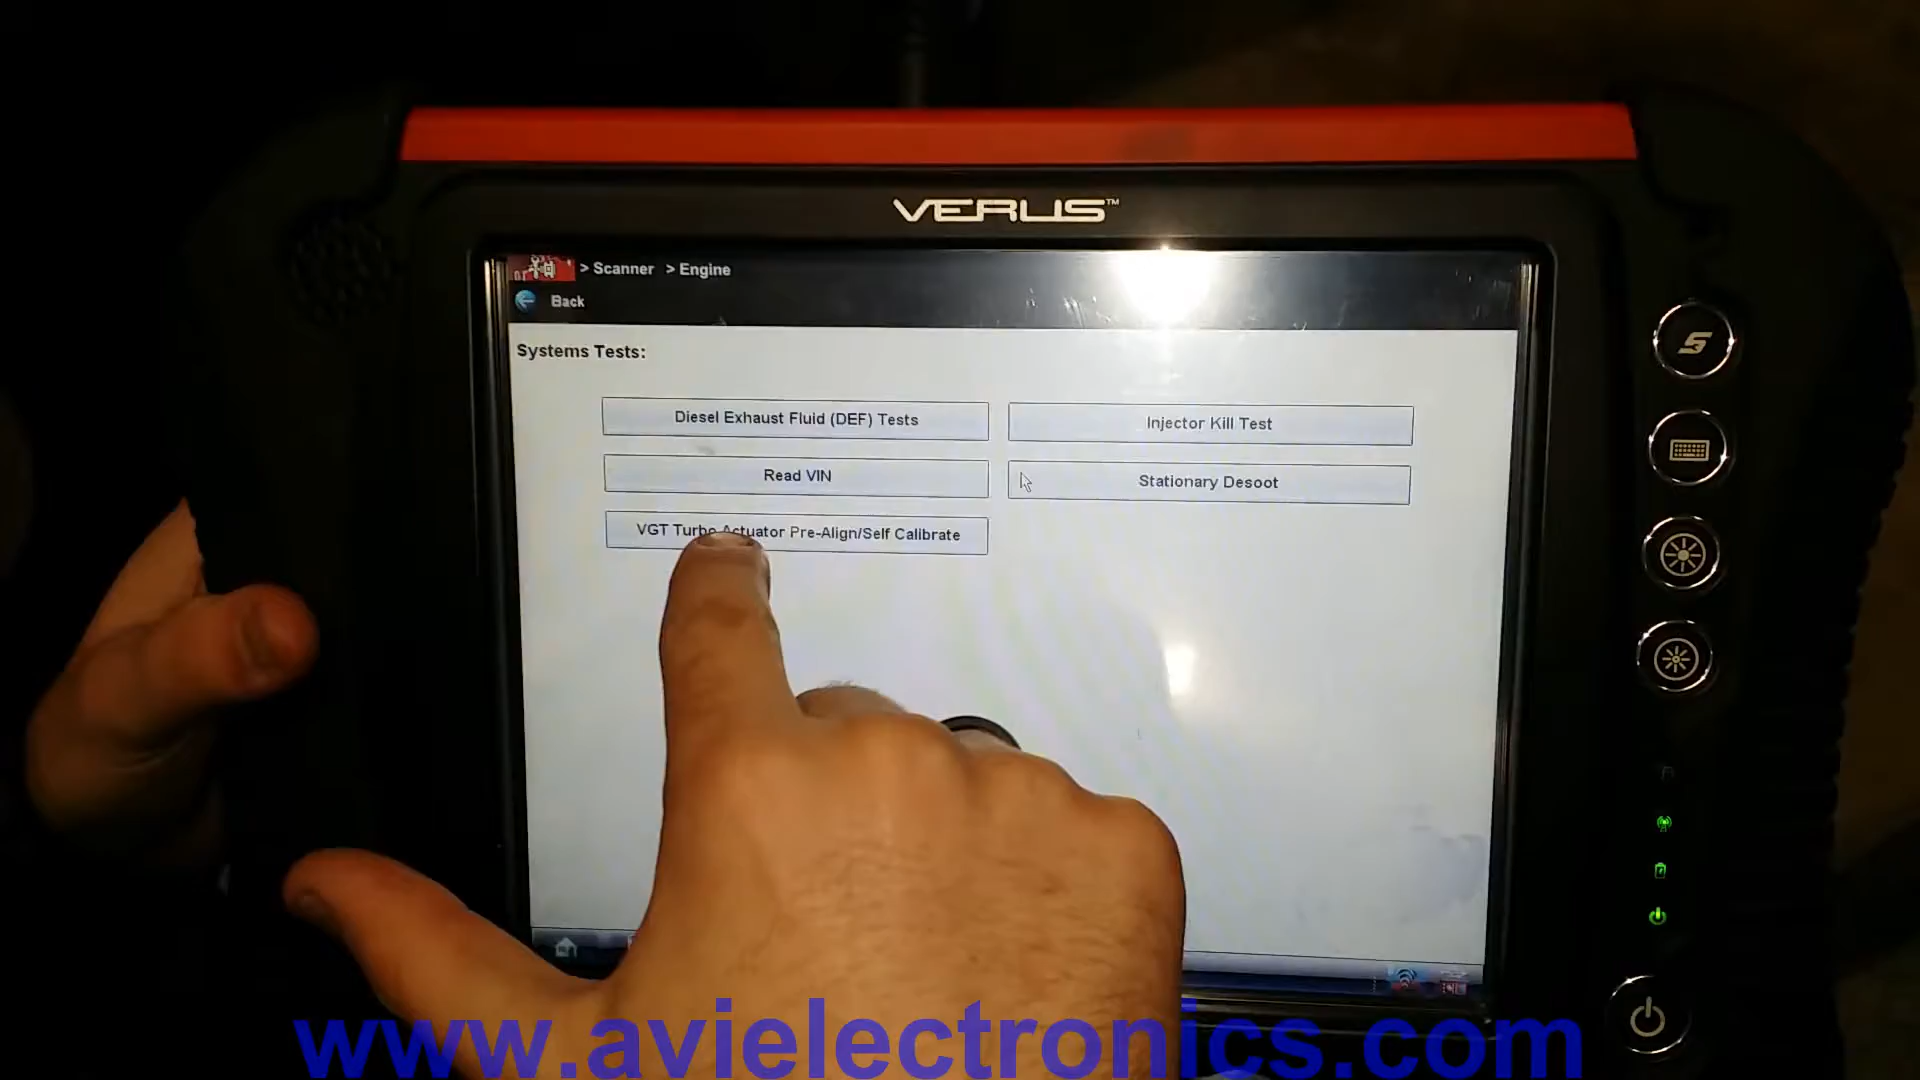 VERUS™
> Scanner > Engine
Back
Systems Tests:
Diesel Exhaust Fluid (DEF) Tests
Injector Kill Test
Read VIN
Stationary Desoot
VGT Turbo Actuator Pre-Align/Self Calibrate
www.avielectronics.com